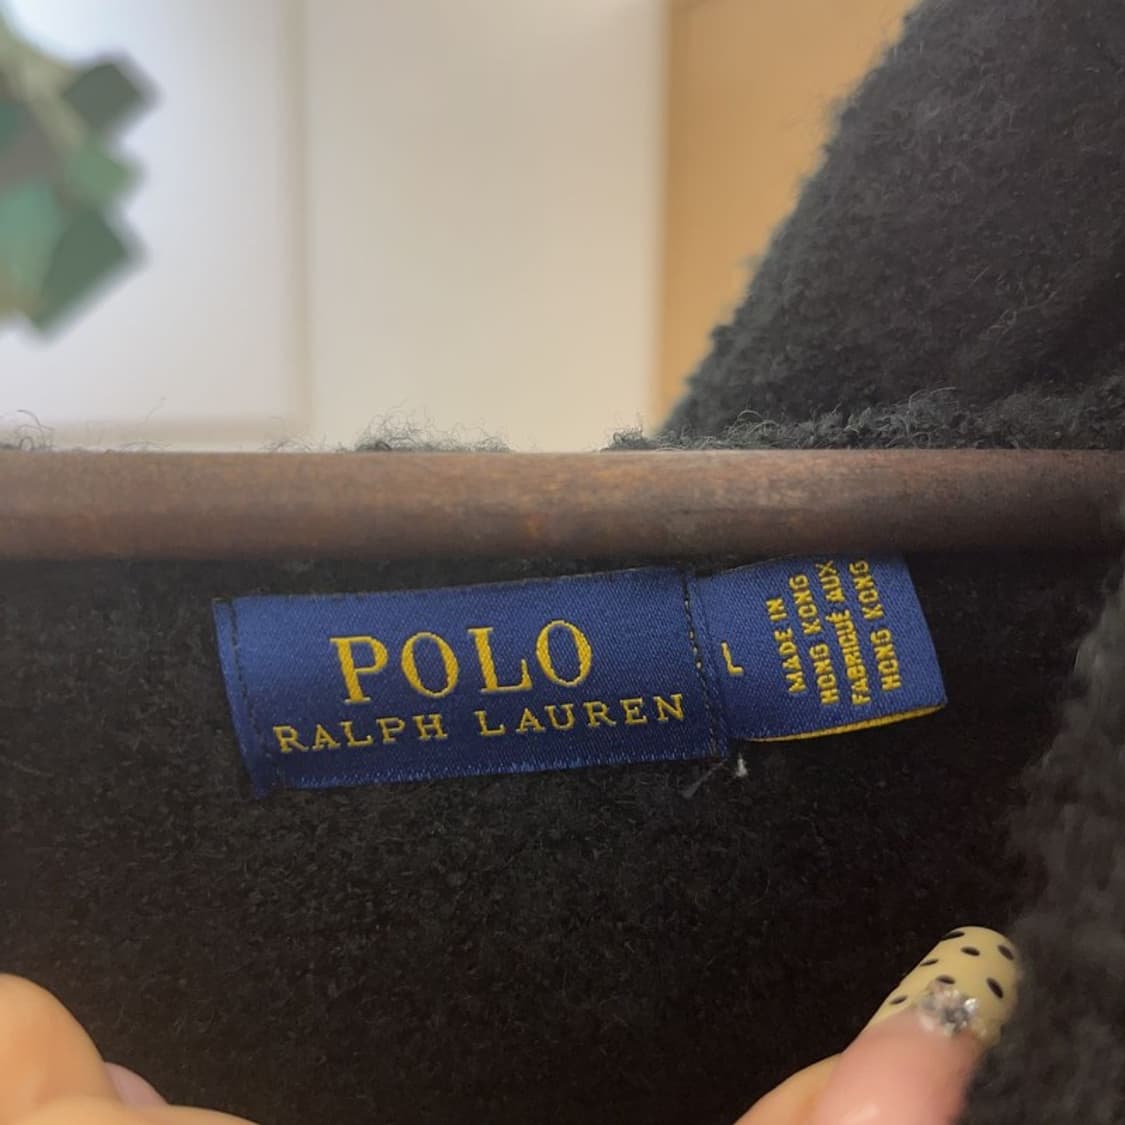 POLO
RALPH LAUREN
L
MADE IN
HONG KONG
FABRIQUÉ AUX
HONG KONG